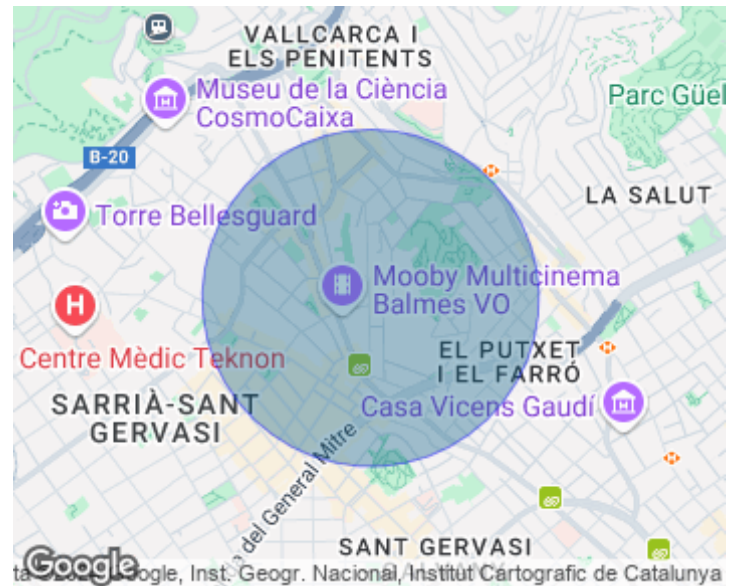 VALLCARCA I
ELS PENITENTS
Museu de la Ciència
CosmoCaixa
Parc Güel
B-20
LA SALUT
Torre Bellesguard
Mooby Multicinema
Balmes VO
H
Centre Mèdic Teknon
EL PUTXET
I EL FARRÓ
SARRIÀ-SANT
GERVASI
Casa Vicens Gaudí
del General Mitre
SANT GERVASI
Google
ogle, Inst. Geogr. Nacional, Institut Cartografic de Catalunya